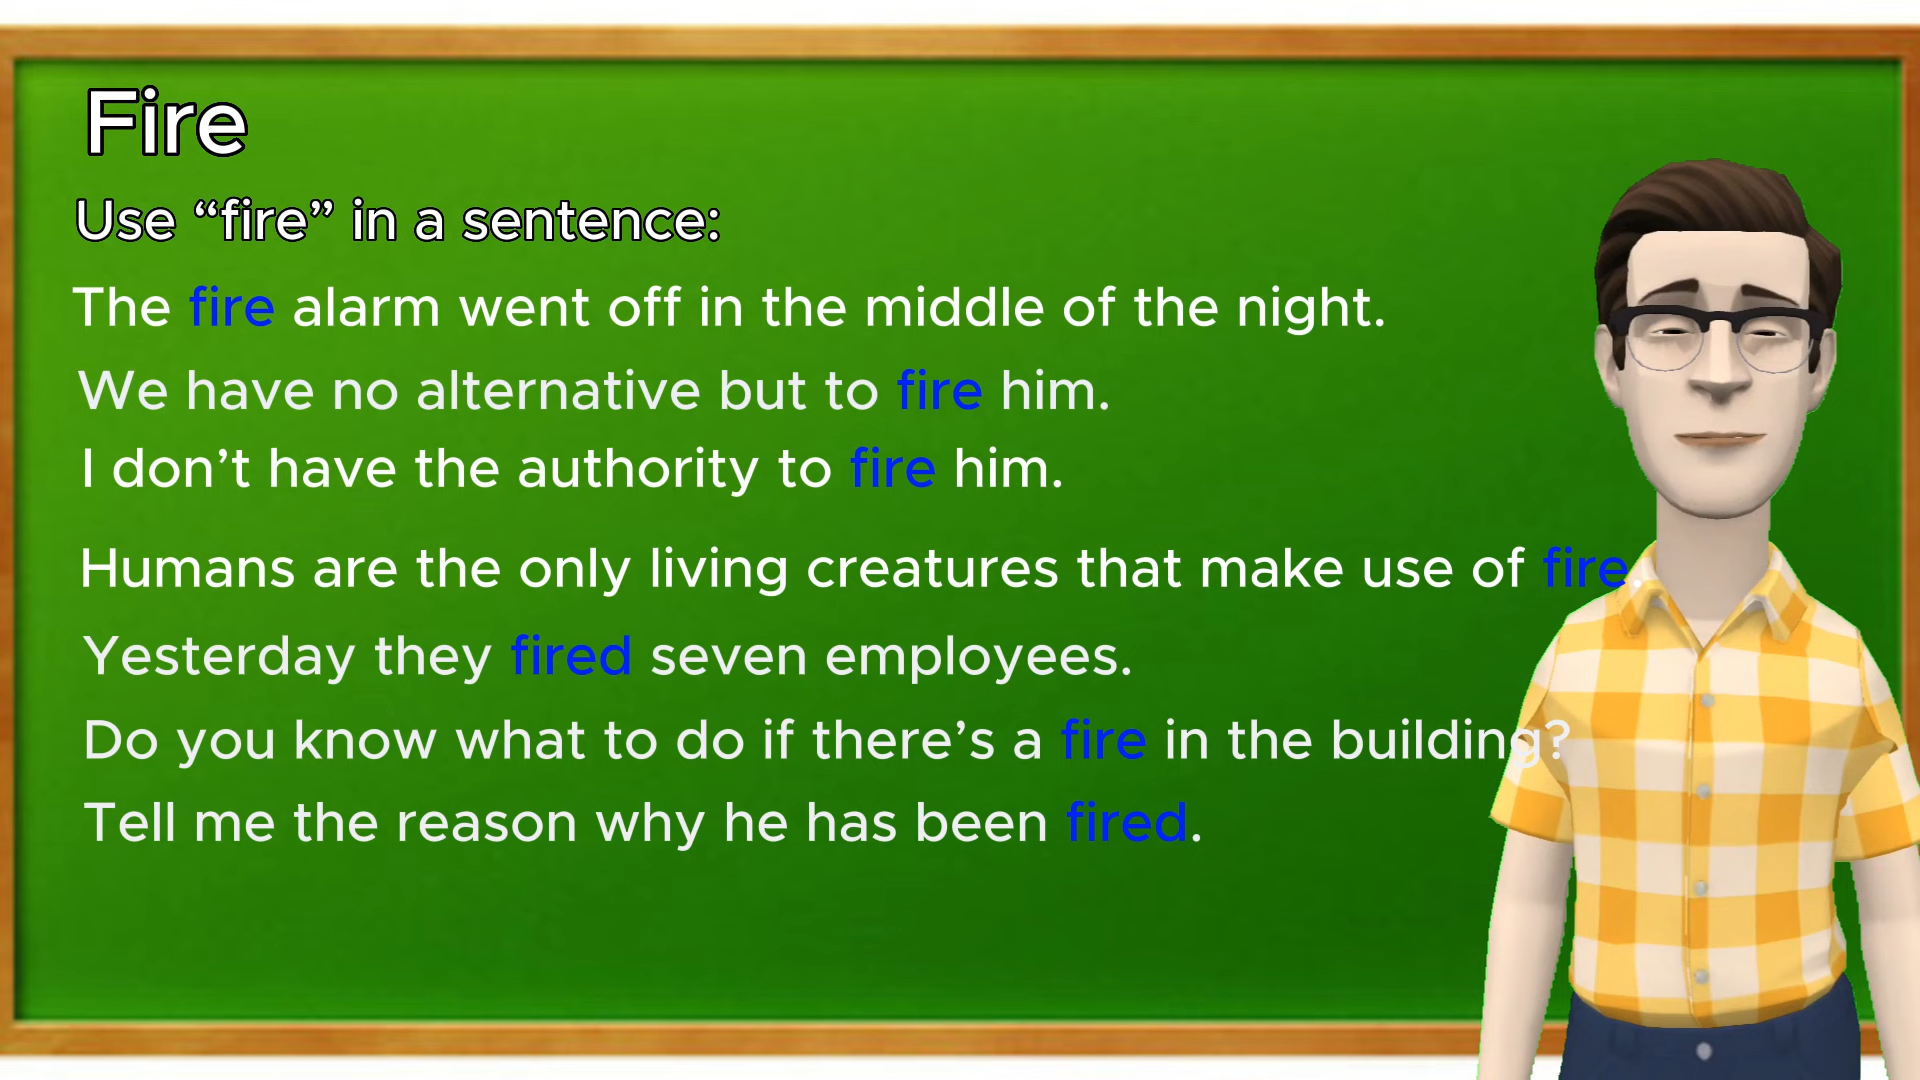 Fire
Use “fire” in a sentence:
The fire alarm went off in the middle of the night.
We have no alternative but to fire him.
I don’t have the authority to fire him.
Humans are the only living creatures that make use of fire.
Yesterday they fired seven employees.
Do you know what to do if there’s a fire in the building?
Tell me the reason why he has been fired.